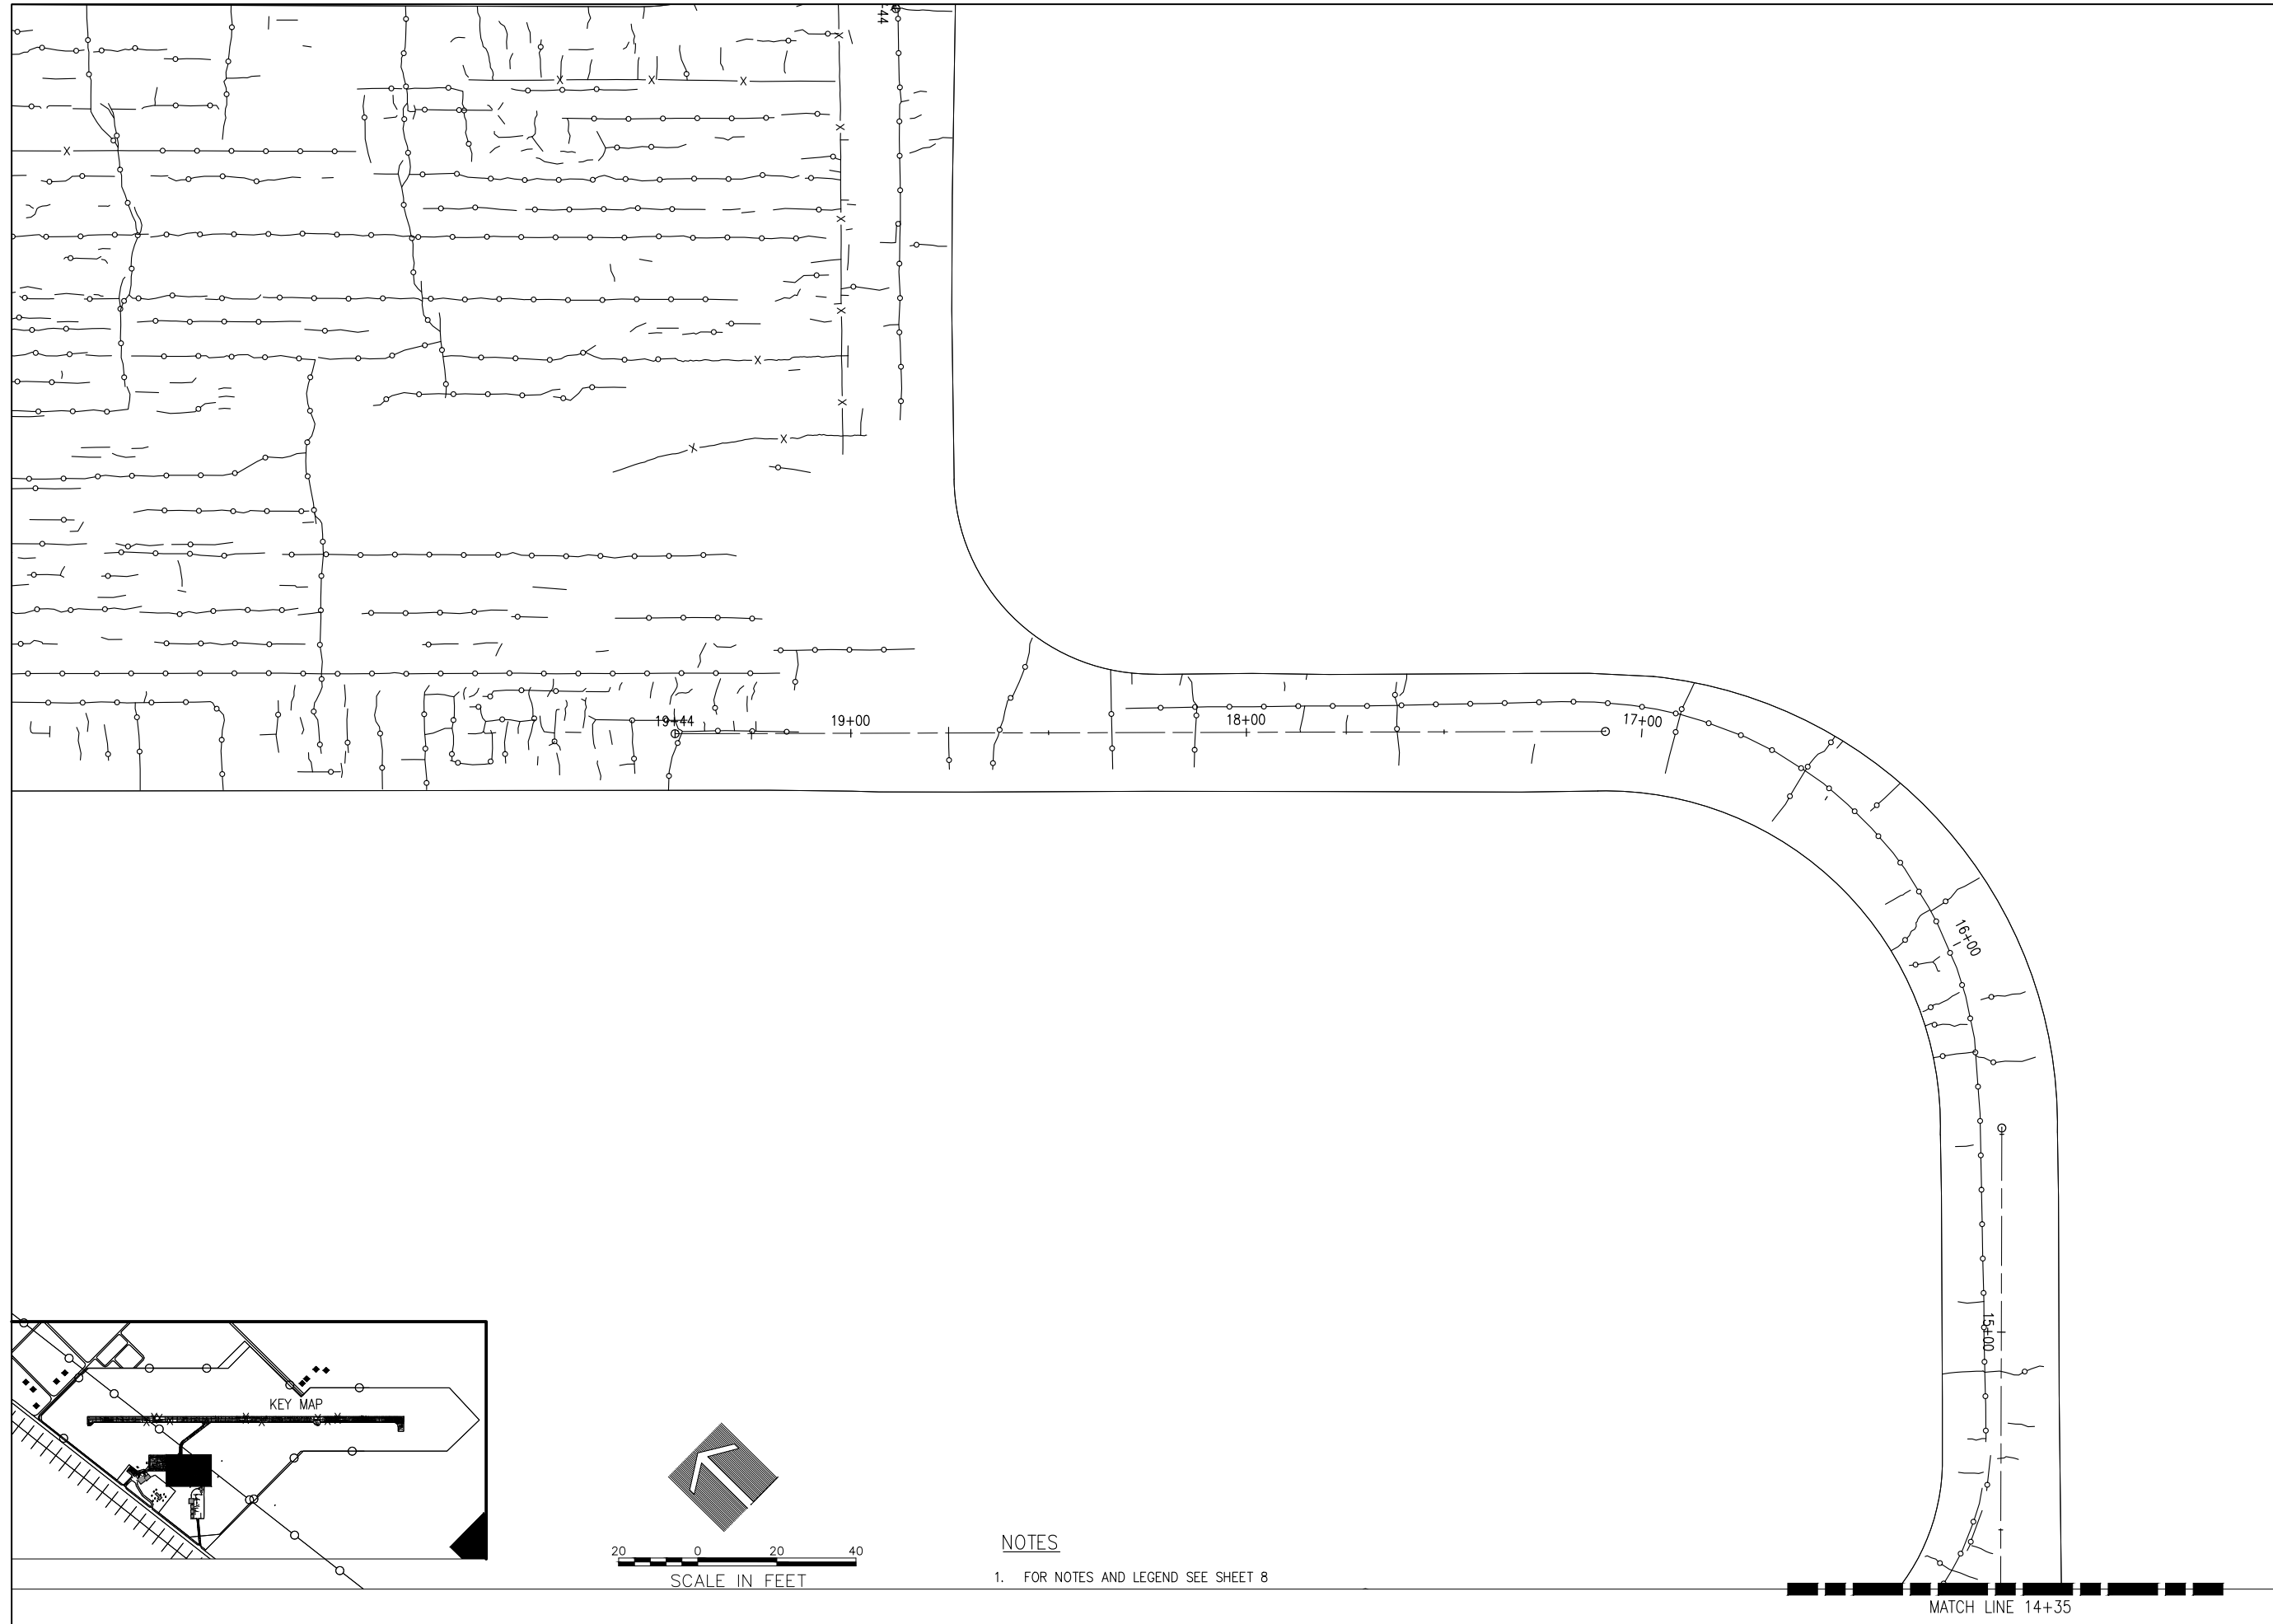 44
19+44
19+00
18+00
17+00
16+00
15+00
KEY MAP
20 0 20 40
SCALE IN FEET
NOTES
1. FOR NOTES AND LEGEND SEE SHEET 8
MATCH LINE 14+35